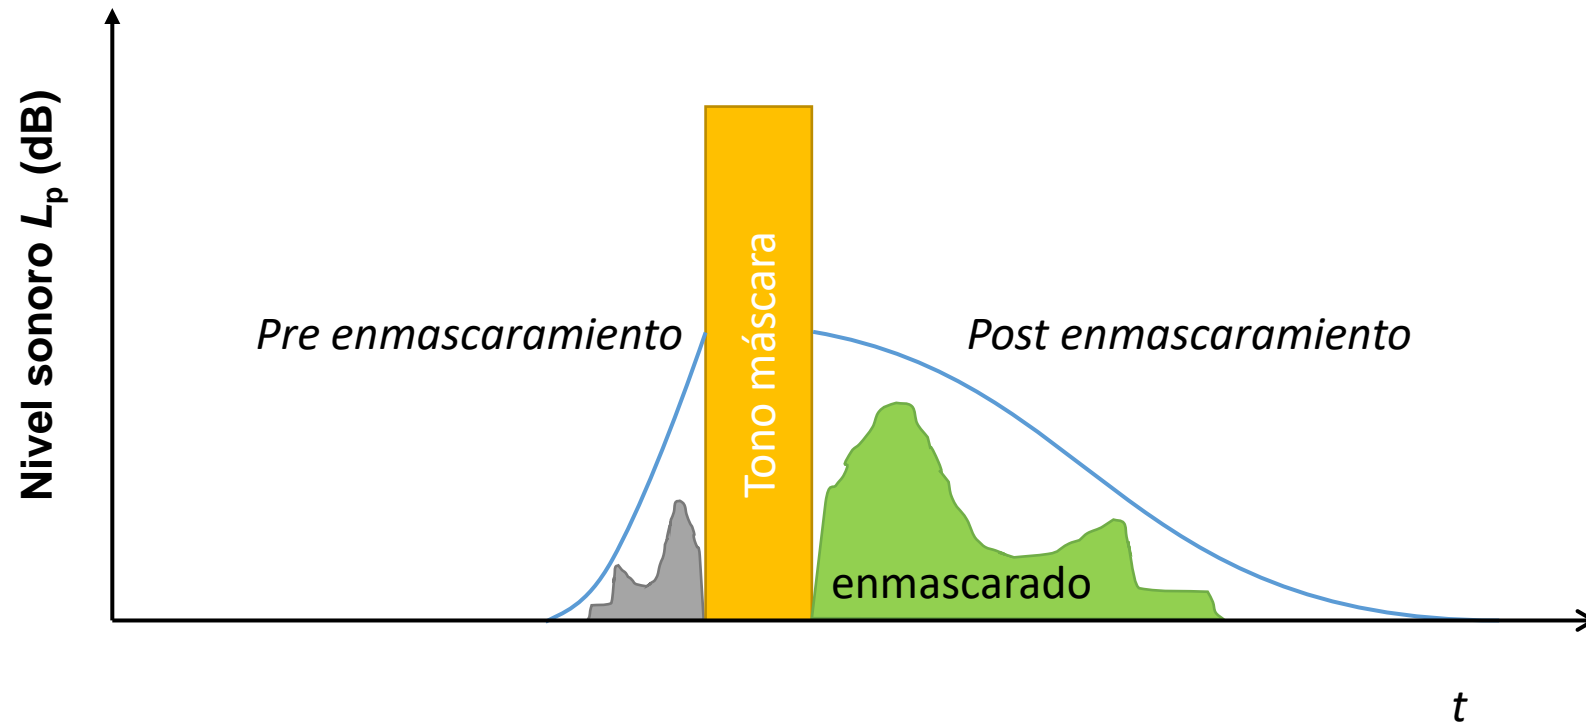 Nivel sonoro Lp (dB)
Pre enmascaramiento
Tono máscara
Post enmascaramiento
enmascarado
t